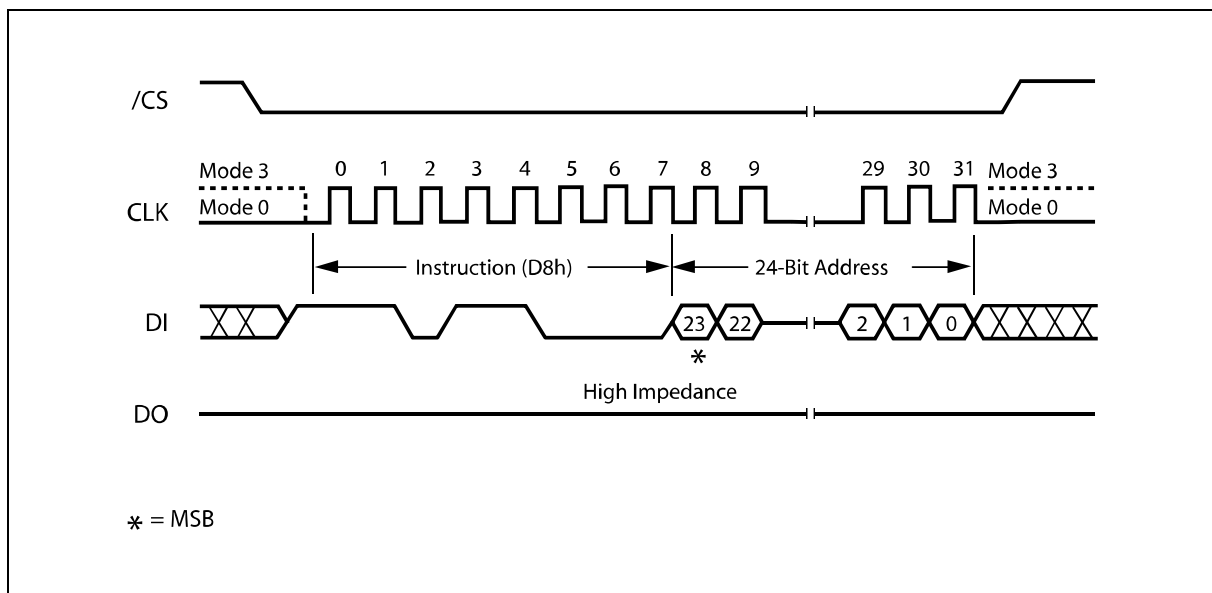 /CS
Mode 3 0 1 2 3 4 5 6 7 8 9 29 30 31 Mode 3
CLK Mode 0 Mode 0
Instruction (D8h) 24-Bit Address
DI 23 22 2 1 0
*
High Impedance
DO
* = MSB